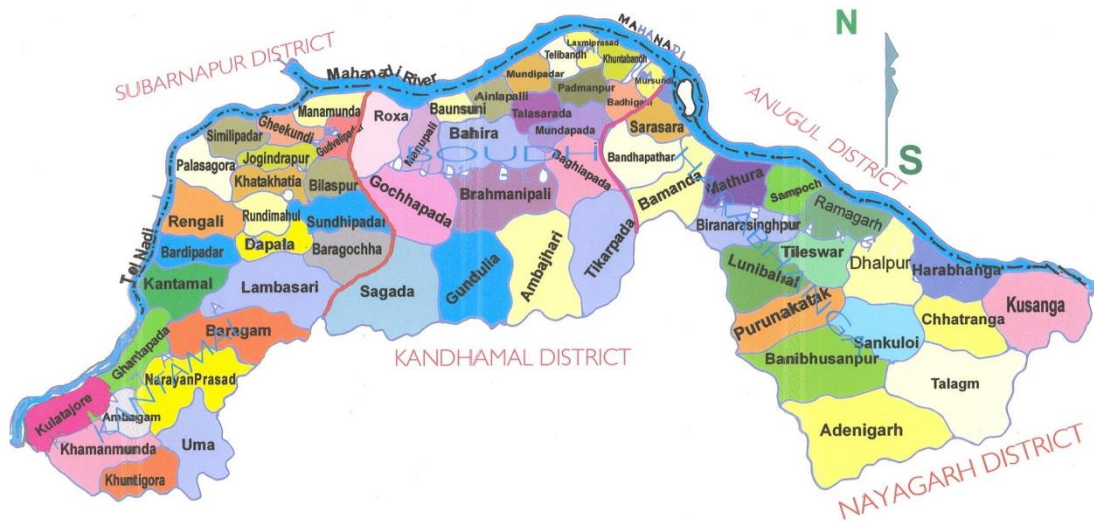 N
S
SUBARNAPUR DISTRICT
MAHANADI
Mahanadi River
ANUGUL DISTRICT
Laxmiprasad
Telibandh
Khuntabandh
Mundipadar
Padmanpur
Ainlapalli
Badhigam
Baunsuni
Talasarada
Manamunda
Roxa
Sarasara
Gheekundi
Bahira
Mundapada
Similipadar
BOUDH
Jogindrapur
Palasagora
Baghiapada
Bandhapathar
Khatakhatia
Bilaspur
Gochhapada
Brahmanipali
Bamanda
Mathura
Sampoch
Ramagarh
Rengali
Rundimahul
Sundhipadar
Biranarasinghpur
Tel Nadi
Dapala
Baragochha
Tikarpada
Tileswar
Bardipadar
Ambajhari
Lunibahal
Dhalpur
Harabhanga
Gundulia
Kantamal
Lambasari
Sagada
Kusanga
Purunakatak
Chhatranga
Baragam
Sankuloi
Ghantapada
KANDHAMAL DISTRICT
Banibhusanpur
NarayanPrasad
Talagm
Kulatajore
Ambagam
Adenigarh
Uma
Khamanmunda
Khuntigora
NAYAGARH DISTRICT